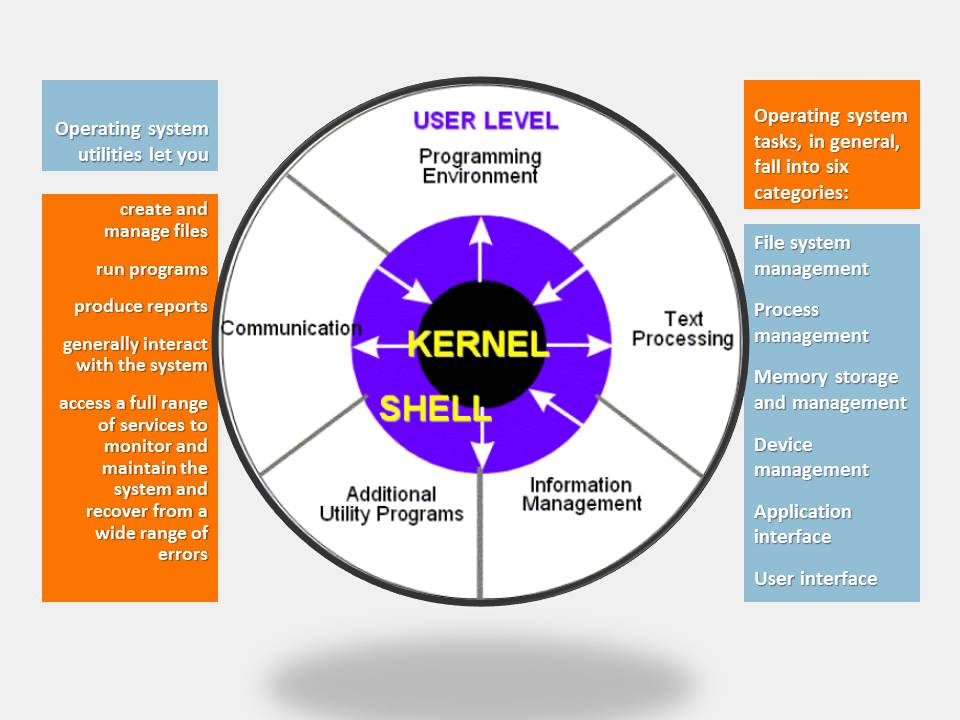 Operating system
utilities let you
create and
manage files
run programs
produce reports
generally interact
with the system
access a full range
of services to
monitor and
maintain the
system and
recover from a
wide range of
errors
USER LEVEL
Programming
Environment
Communication
Text
Processing
KERNEL
SHELL
Additional
Utility Programs
Information
Management
Operating system
tasks, in general,
fall into six
categories:
File system
management
Process
management
Memory storage
and management
Device
management
Application
interface
User interface